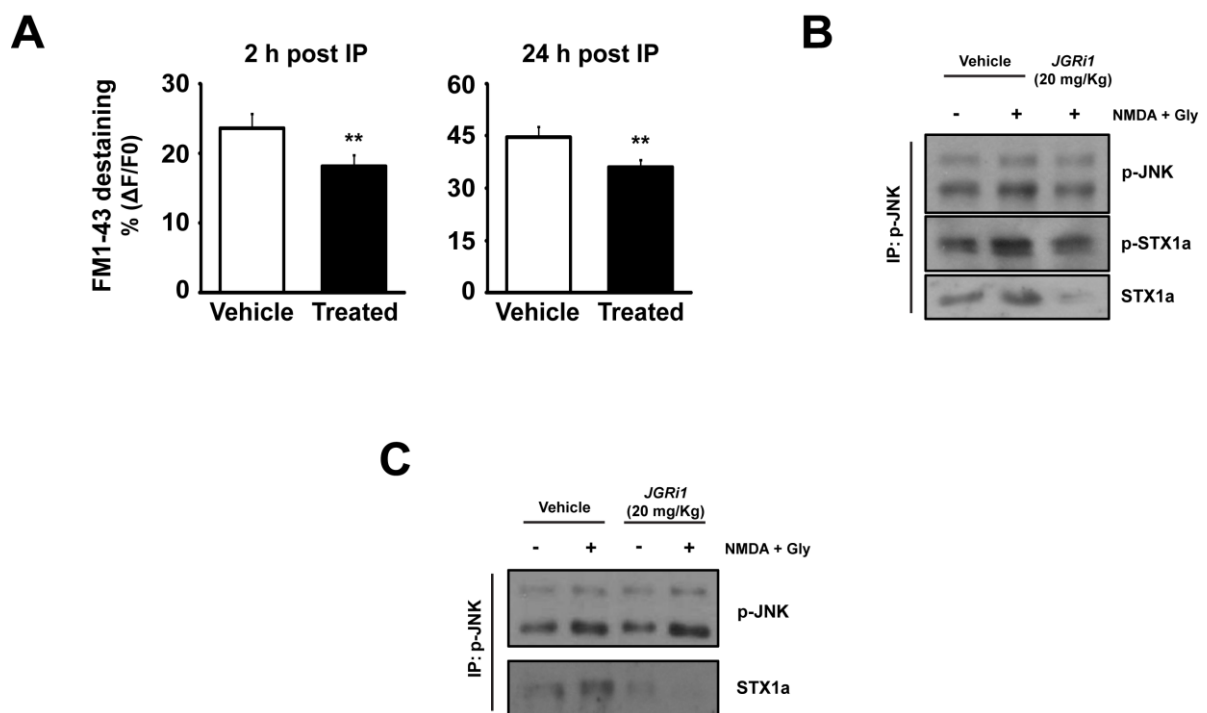 A
2 h post IP
24 h post IP
FM1-43 destaining
% (ΔF/F0)
30
20
10
0
**
Vehicle Treated
60
45
30
15
0
**
Vehicle Treated
B
Vehicle
JGRi1
(20 mg/Kg)
- + + NMDA + Gly
IP: p-JNK
p-JNK
p-STX1a
STX1a
C
Vehicle
JGRi1
(20 mg/Kg)
- + - + NMDA + Gly
IP: p-JNK
p-JNK
STX1a